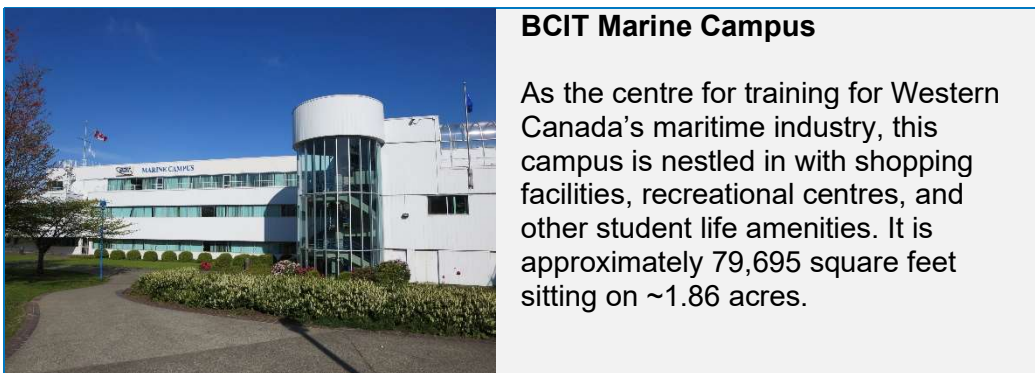 MARINE CAMPUS
BCIT Marine Campus
As the centre for training for Western
Canada's maritime industry, this
campus is nestled in with shopping
facilities, recreational centres, and
other student life amenities. It is
approximately 79,695 square feet
sitting on ~1.86 acres.